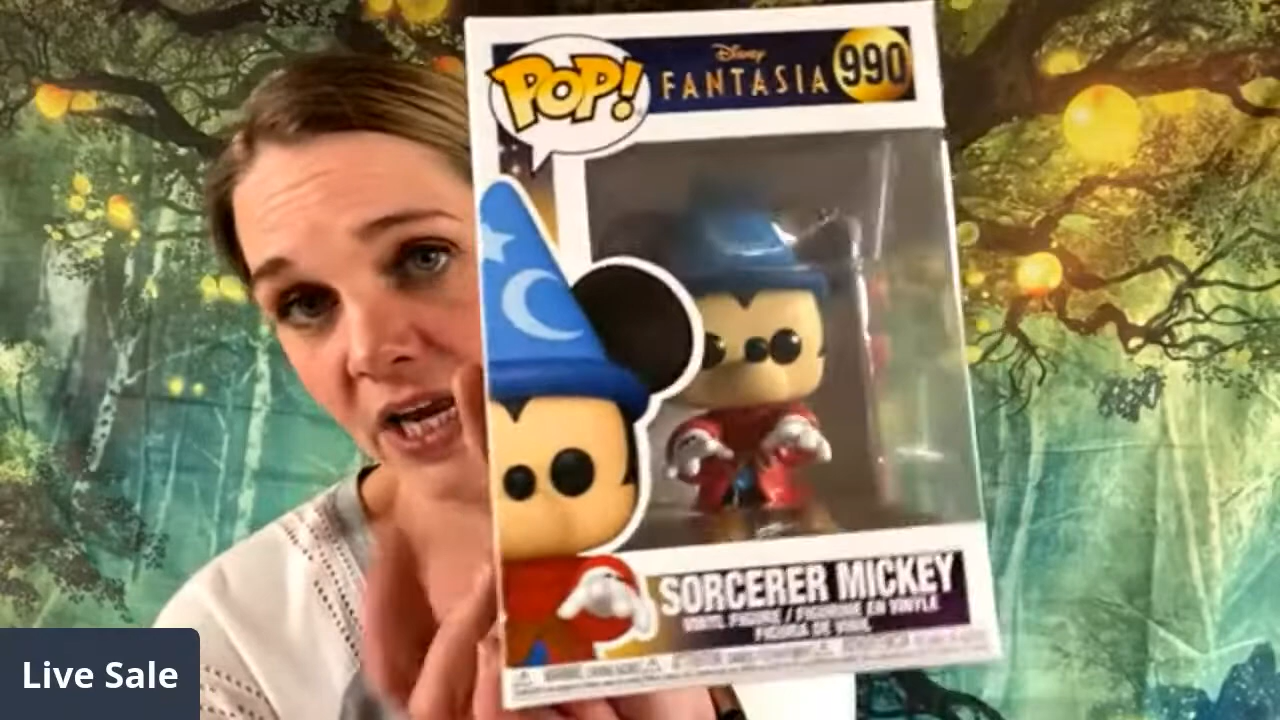 POP!
Disney
FANTASIA
990
SORCERER MICKEY
VINYL FIGURE / FIGURINE EN VINYLE
FIGURA DE VINIL
Live Sale